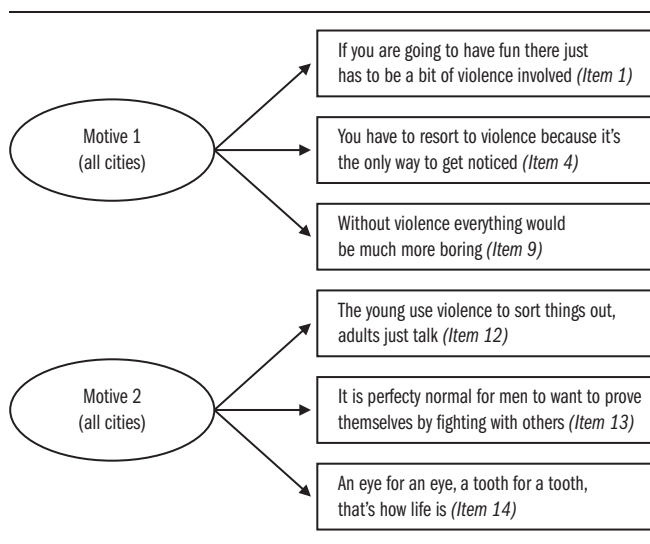 Motive 1
(all cities)
If you are going to have fun there just
has to be a bit of violence involved (Item 1)
You have to resort to violence because it's
the only way to get noticed (Item 4)
Without violence everything would
be much more boring (Item 9)
Motive 2
(all cities)
The young use violence to sort things out,
adults just talk (Item 12)
It is perfecty normal for men to want to prove
themselves by fighting with others (Item 13)
An eye for an eye, a tooth for a tooth,
that's how life is (Item 14)